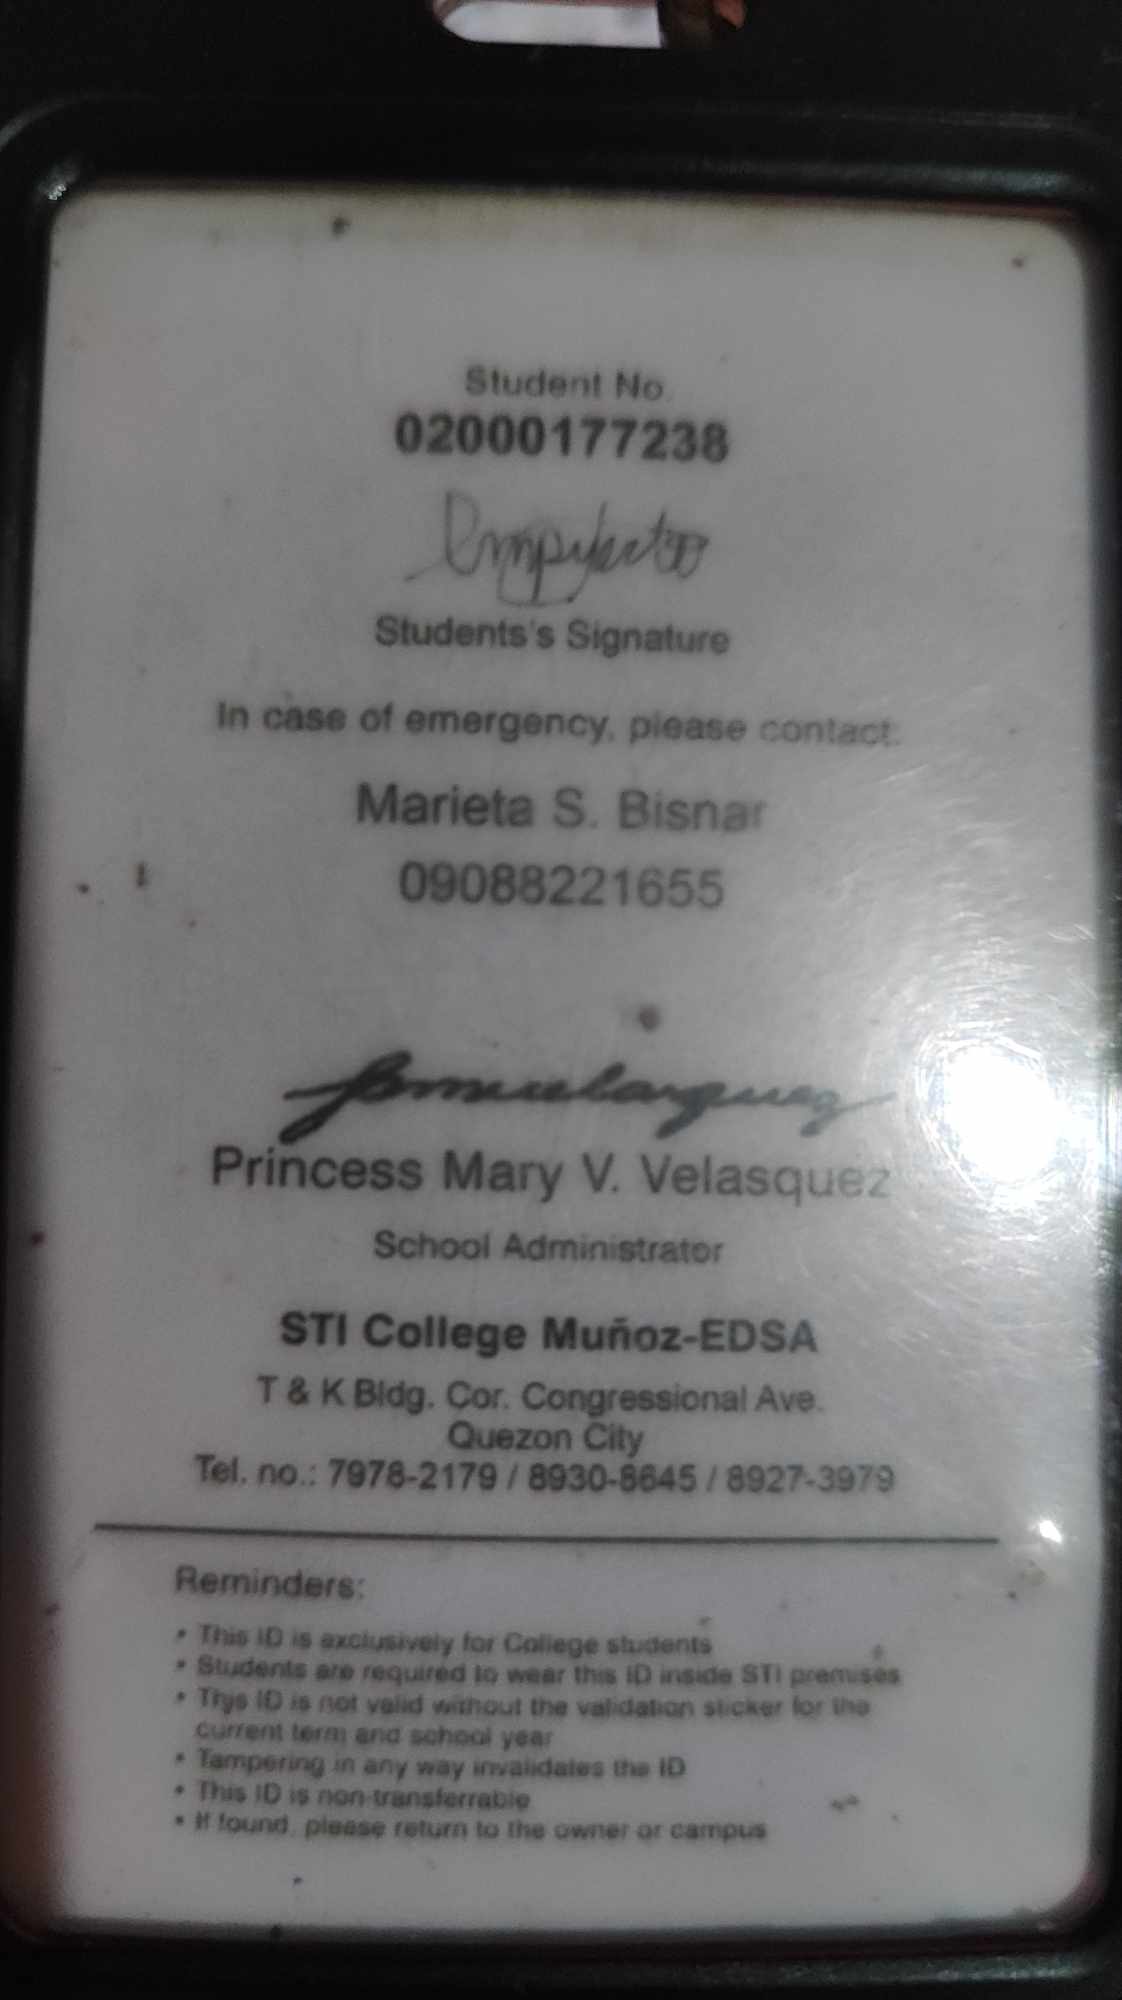 Student No.
02000177238
Students's Signature
In case of emergency, please contact:
Marieta S. Bisnar
09088221655
Princess Mary V. Velasquez
School Administrator
STI College Muñoz-EDSA
T & K Bldg. Cor. Congressional Ave.
Quezon City
Tel. no.: 7978-2179 / 8930-8645 / 8927-3979
Reminders:
• This ID is exclusively for College students
• Students are required to wear this ID inside STI premises
• This ID is not valid without the validation sticker for the
current term and school year
• Tampering in any way invalidates the ID
• This ID is non-transferrable
• If found, please return to the owner or campus